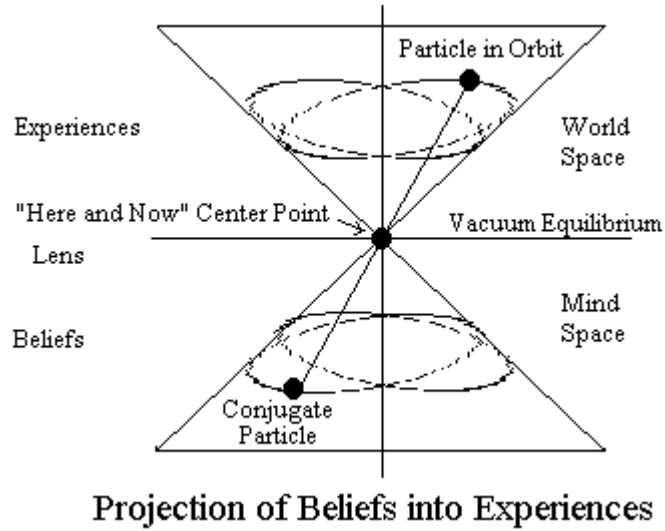 Particle in Orbit
Experiences
World
Space
"Here and Now" Center Point
Vacuum Equilibrium
Lens
Mind
Space
Beliefs
Conjugate
Particle
Projection of Beliefs into Experiences